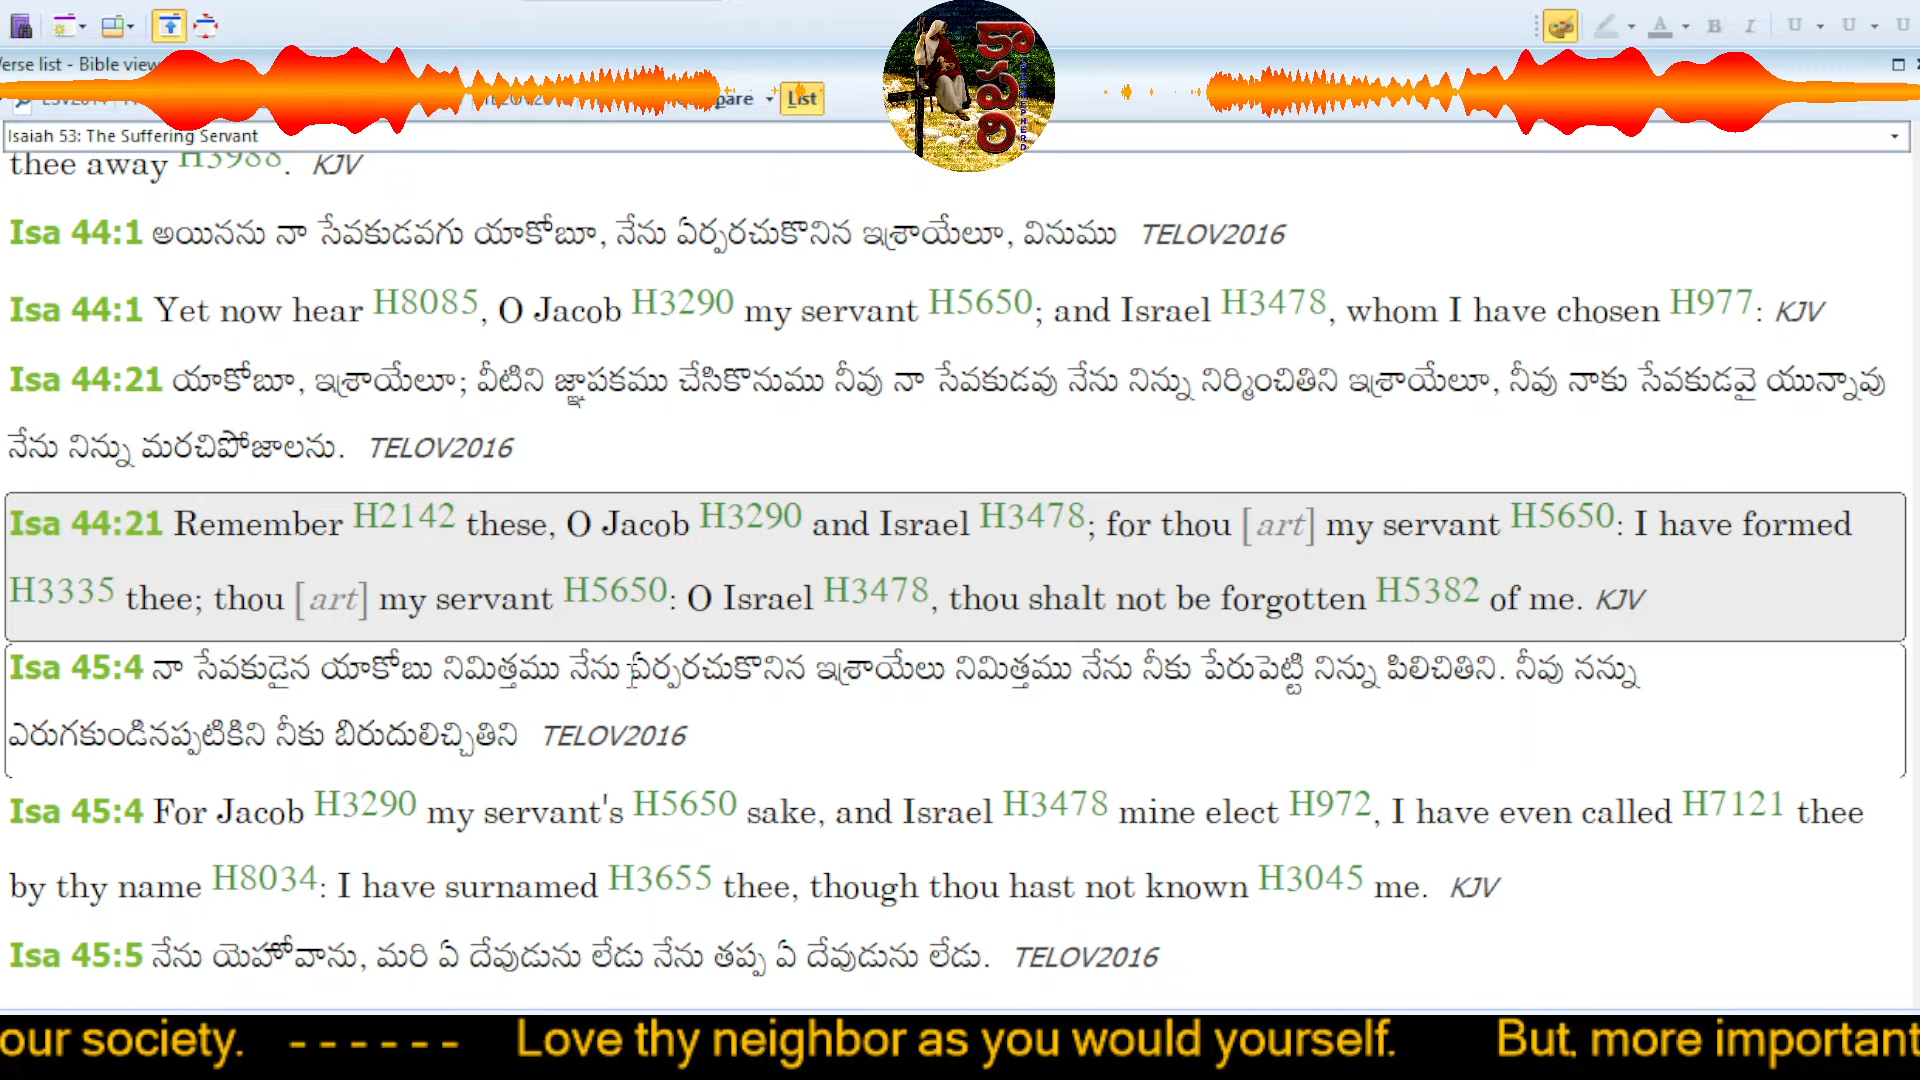 Verse list - Bible view
pare
List
Isaiah 53: The Suffering Servant
కాపరి
SHEPHERD
thee away H3988. KJV
Isa 44:1 అయినను నా సేవకుడవగు యాకోబూ, నేను ఏర్పరచుకొనిన ఇశ్రాయేలూ, వినుము TELOV2016
Isa 44:1 Yet now hear H8085, O Jacob H3290 my servant H5650; and Israel H3478, whom I have chosen H977: KJV
Isa 44:21 యాకోబూ, ఇశ్రాయేలూ; వీటిని జ్ఞాపకము చేసికొనుము నీవు నా సేవకుడవు నేను నిన్ను నిర్మించితిని ఇశ్రాయేలూ, నీవు నాకు సేవకుడవై యున్నావు
నేను నిన్ను మరచిపోజాలను. TELOV2016
Isa 44:21 Remember H2142 these, O Jacob H3290 and Israel H3478; for thou [art] my servant H5650: I have formed
H3335 thee; thou [art] my servant H5650: O Israel H3478, thou shalt not be forgotten H5382 of me. KJV
Isa 45:4 నా సేవకుడైన యాకోబు నిమిత్తము నేను ఏర్పరచుకొనిన ఇశ్రాయేలు నిమిత్తము నేను నీకు పేరుపెట్టి నిన్ను పిలిచితిని. నీవు నన్ను
ఎరుగకుండినప్పటికిని నీకు బిరుదులిచ్చితిని TELOV2016
Isa 45:4 For Jacob H3290 my servant's H5650 sake, and Israel H3478 mine elect H972, I have even called H7121 thee
by thy name H8034: I have surnamed H3655 thee, though thou hast not known H3045 me. KJV
Isa 45:5 నేను యెహోవాను, మరి ఏ దేవుడును లేడు నేను తప్ప ఏ దేవుడును లేడు. TELOV2016
our society. - - - - - - Love thy neighbor as you would yourself. But, more important